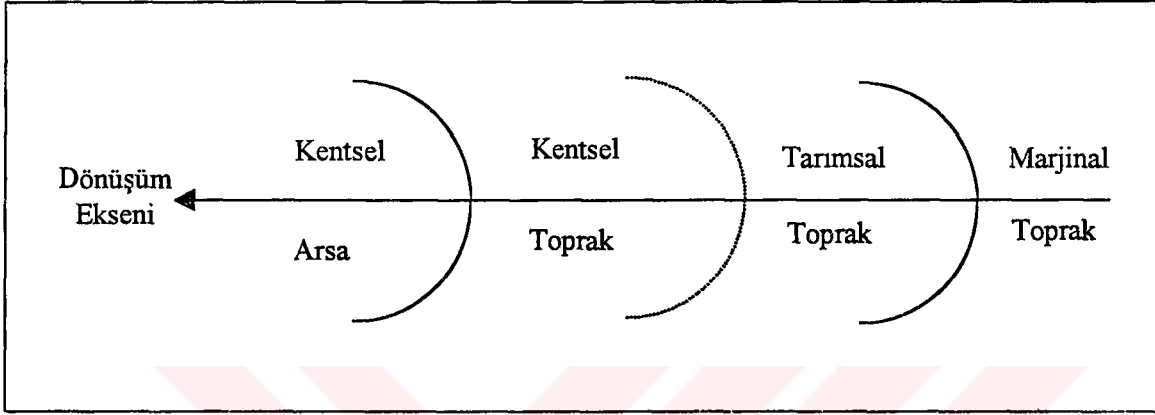 Dönüşüm
Ekseni
Kentsel
Arsa
Kentsel
Toprak
Tarımsal
Toprak
Marjinal
Toprak